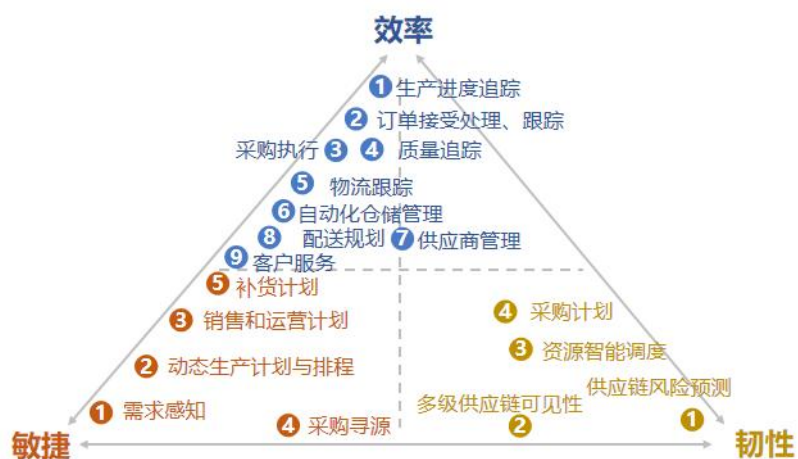 效率
1 生产进度追踪
2 订单接受处理、跟踪
采购执行 3 4 质量追踪
5 物流跟踪
6 自动化仓储管理
8 配送规划 7 供应商管理
9 客户服务
5 补货计划
4 采购计划
3 销售和运营计划
3 资源智能调度
2 动态生产计划与排程
供应链风险预测
1 需求感知
多级供应链可见性
1
4 采购寻源
2
敏捷
韧性